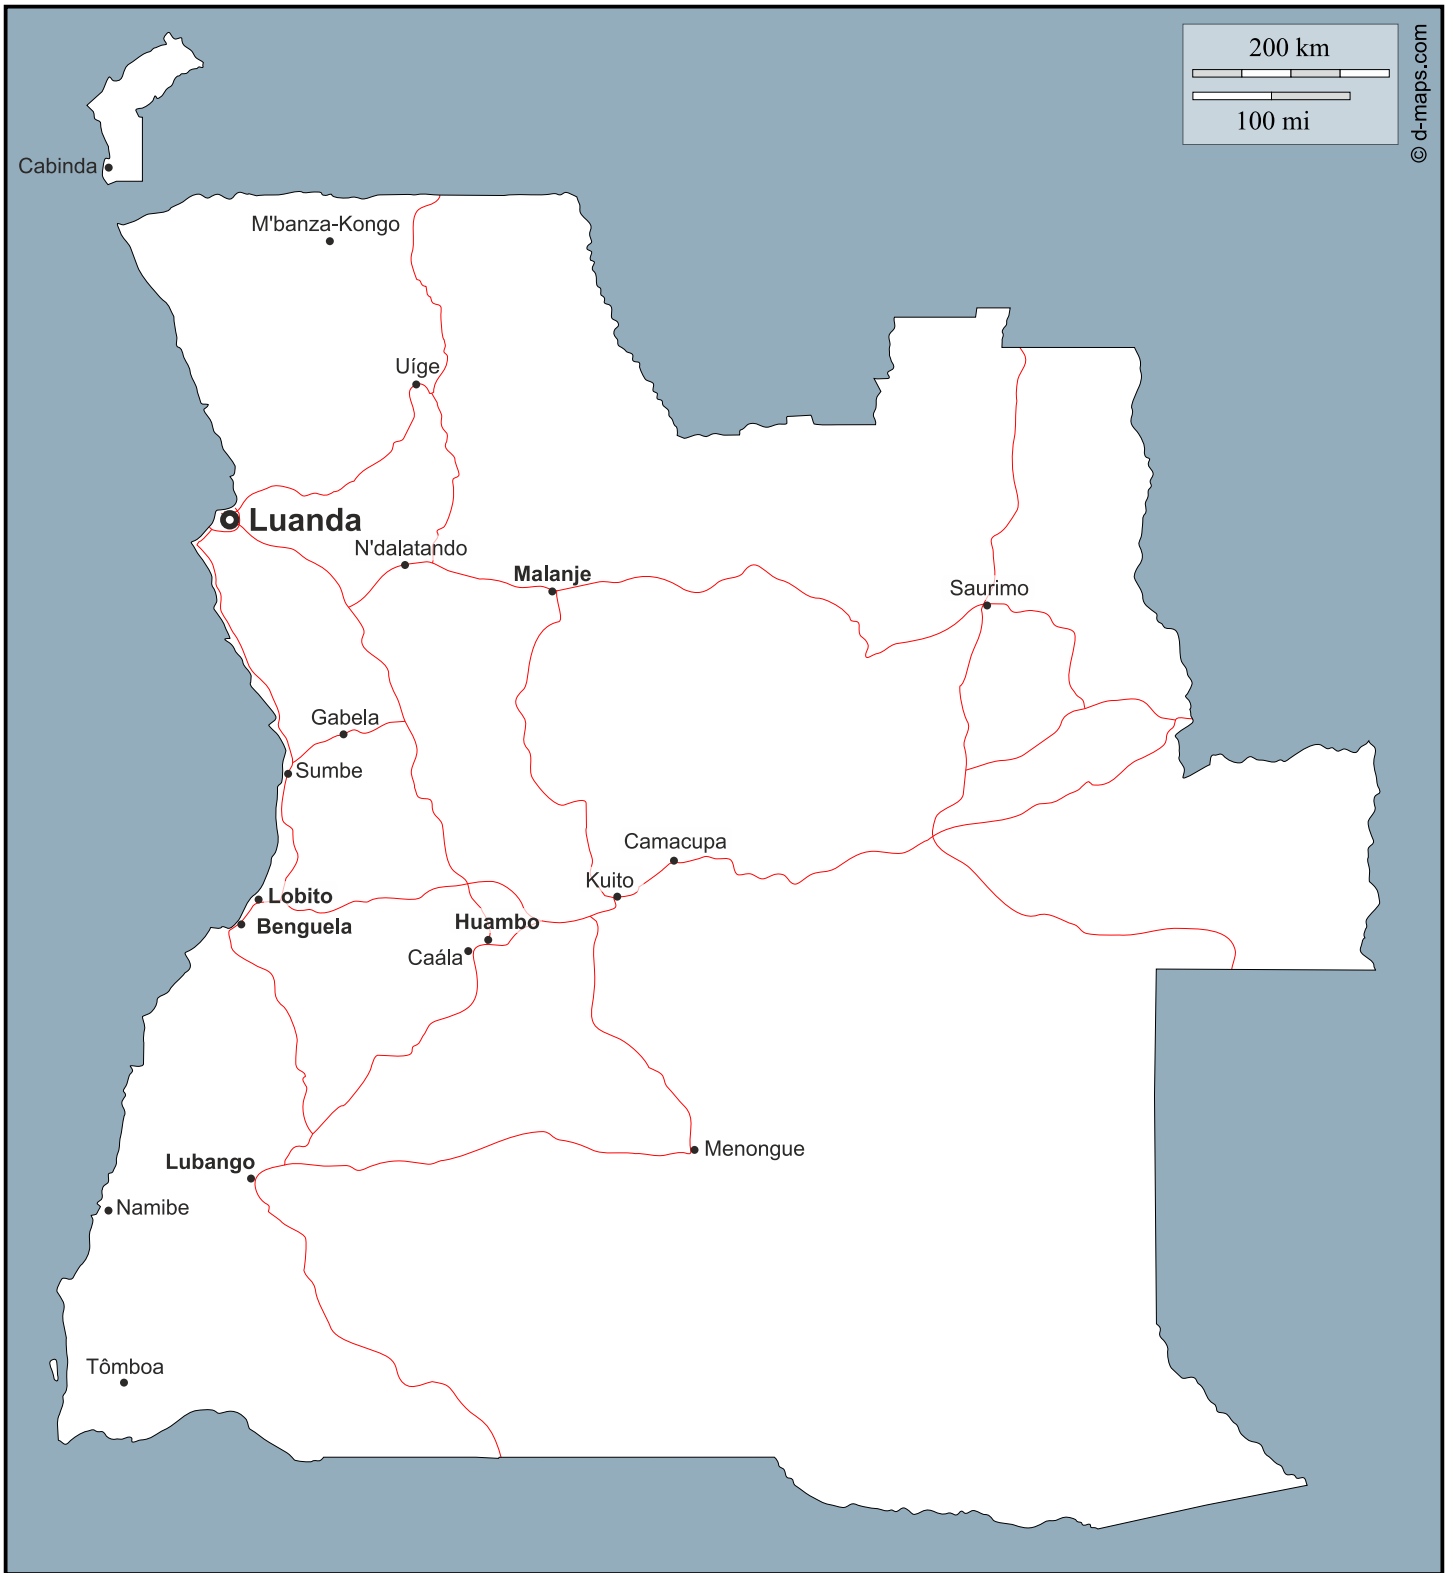 200 km
100 mi
© d-maps.com
Cabinda
M'banza-Kongo
Uíge
Luanda
N'dalatando
Malanje
Saurimo
Gabela
Sumbe
Camacupa
Kuito
Lobito
Benguela
Huambo
Caála
Menongue
Lubango
Namibe
Tômboa